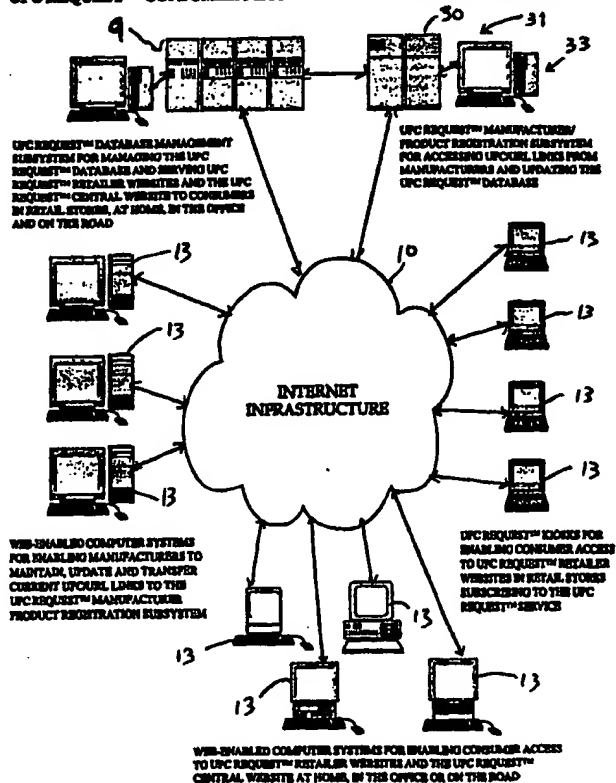 UPC REQUEST™
9
30
31
33
UPC REQUEST™ DATABASE MANAGEMENT
SUBSYSTEM FOR MANAGING THE UPC
REQUEST™ DATABASE AND SERVING UPC
REQUEST™ RETAILER WEBSITES AND THE UPC
REQUEST™ CENTRAL WEBSITE TO CONSUMERS
IN RETAIL STORES, AT HOME, IN THE OFFICE
AND ON THE ROAD
UPC REQUEST™ MANUFACTURER/
PRODUCT REGISTRATION SUBSYSTEM
FOR ACCESSING UPC/URL LINKS FROM
MANUFACTURERS AND UPDATING THE
UPC REQUEST™ DATABASE
10
13
13
13
13
13
13
13
INTERNET
INFRASTRUCTURE
WEB-ENABLED COMPUTER SYSTEMS
FOR ENABLING MANUFACTURERS TO
MAINTAIN, UPDATE AND TRANSFER
CURRENT UPC/URL LINKS TO THE
UPC REQUEST™ MANUFACTURER
PRODUCT REGISTRATION SUBSYSTEM
UPC REQUEST™ KIOSKS FOR
ENABLING CONSUMER ACCESS
TO UPC REQUEST™ RETAILER
WEBSITES IN RETAIL STORES
SUBSCRIBING TO THE UPC
REQUEST™ SERVICE
13
13
13
13
WEB-ENABLED COMPUTER SYSTEMS FOR ENABLING CONSUMER ACCESS
TO UPC REQUEST™ RETAILER WEBSITES AND THE UPC REQUEST™
CENTRAL WEBSITE AT HOME, IN THE OFFICE OR ON THE ROAD